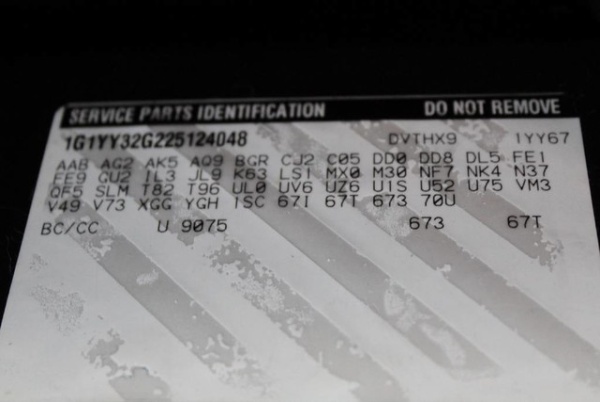 SERVICE PARTS IDENTIFICATION DO NOT REMOVE
1G1YY32G225124048 DVTHX9 1YY67
AAB AG2 AK5 AQ9 BGR CJ2 C05 DD0 DD8 DL5 FE1
FE9 GU2 IL3 JL9 K63 LS1 MX0 M30 NF7 NK4 N37
QF5 SLM T82 T96 UL0 UV6 UZ6 U1S U52 U75 VM3
V49 V73 XGG YGH 1SC 67I 67T 673 70U
BC/CC U 9075 673 67T